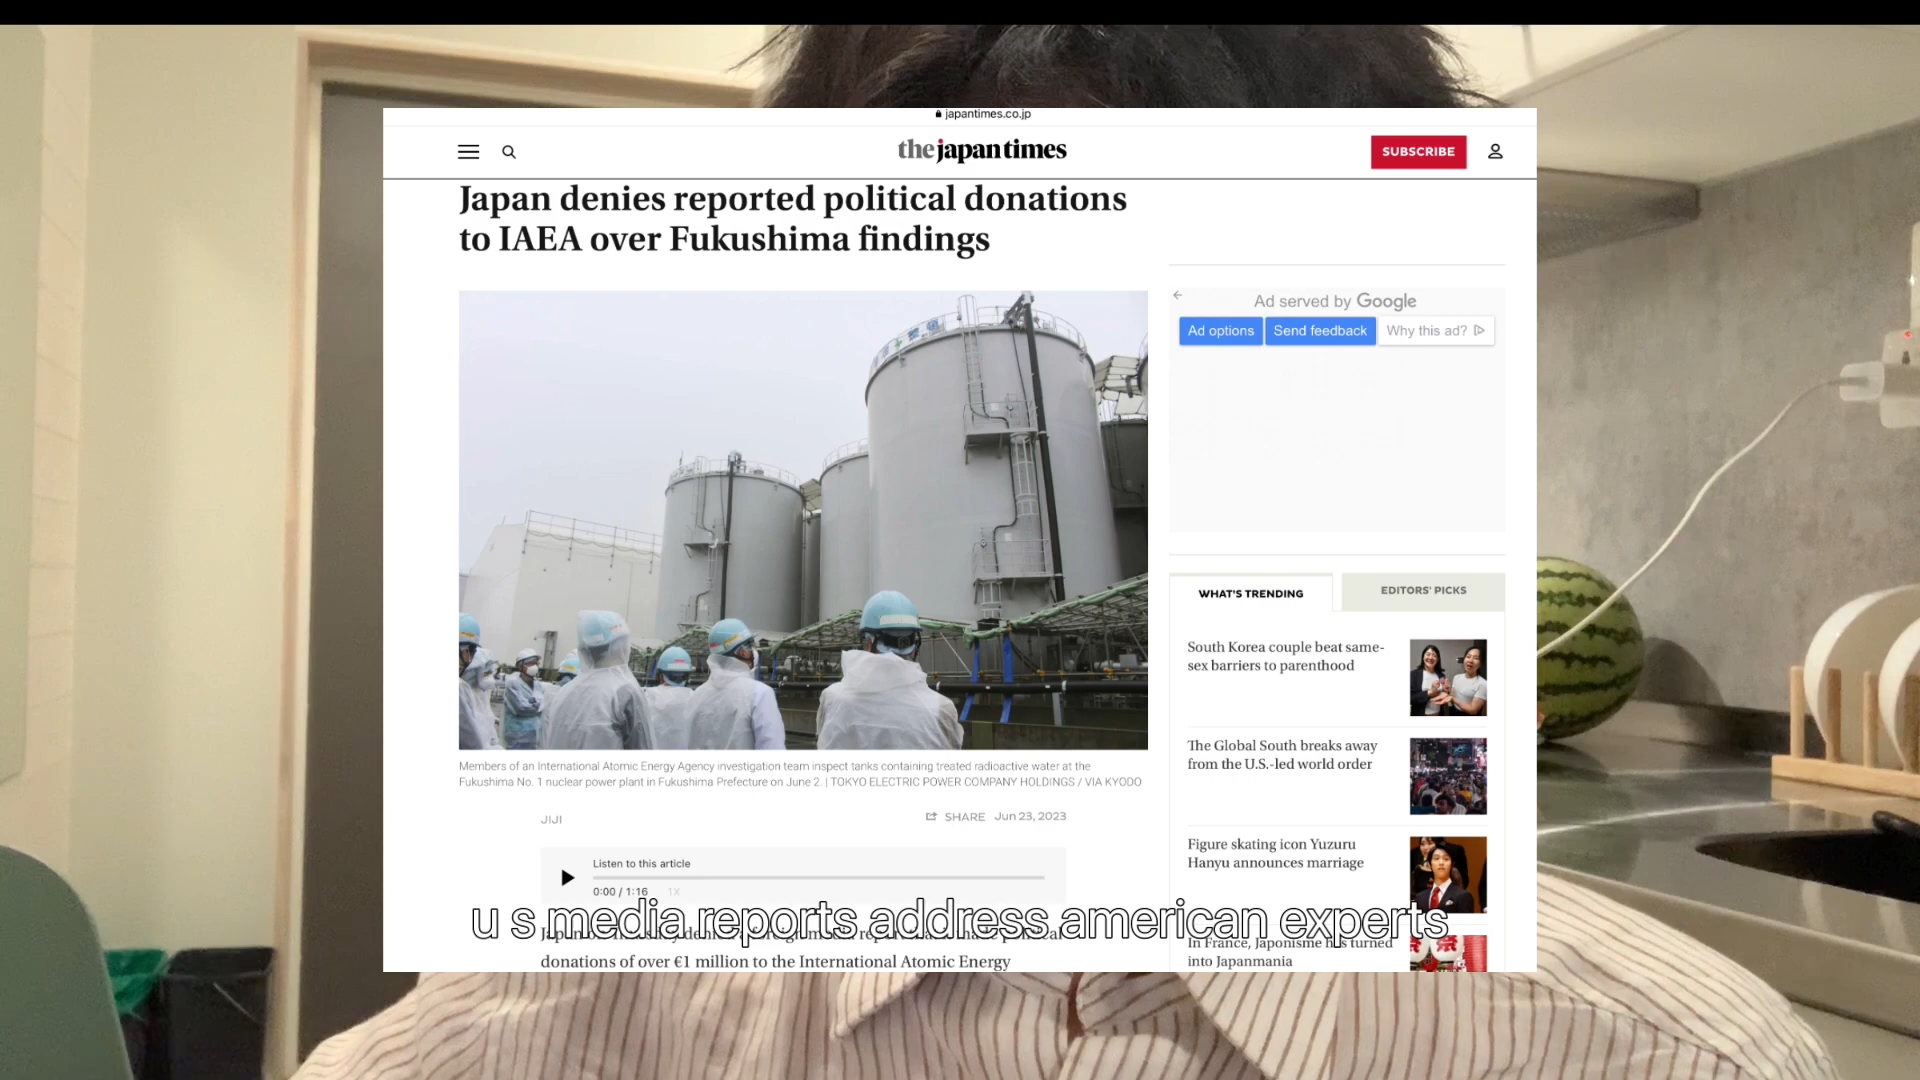 japantimes.co.jp
the japan times
SUBSCRIBE
Japan denies reported political donations
to IAEA over Fukushima findings
Ad served by Google
Ad options
Send feedback
Why this ad?
Members of an International Atomic Energy Agency investigation team inspect tanks containing treated radioactive water at the
Fukushima No. 1 nuclear power plant in Fukushima Prefecture on June 2. | TOKYO ELECTRIC POWER COMPANY HOLDINGS / VIA KYODO
JIJI
SHARE
Jun 23, 2023
Listen to this article
0:00 / 1:16
1X
donations of over €1 million to the International Atomic Energy
WHAT'S TRENDING
EDITORS' PICKS
South Korea couple beat same-
sex barriers to parenthood
The Global South breaks away
from the U.S.-led world order
Figure skating icon Yuzuru
Hanyu announces marriage
In France, Japonisme has turned
into Japanmania
u s media reports address american experts